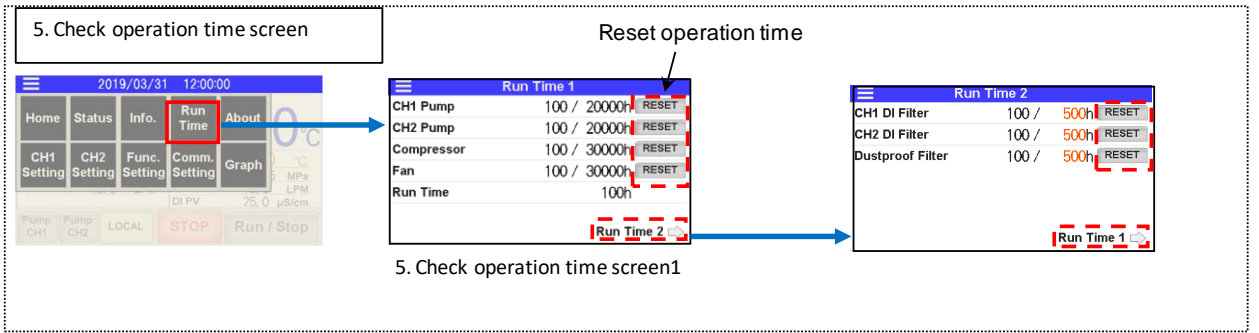 5. Check operation time screen
Reset operation time
2019/03/31 12:00:00
Home Status Info. Run Time About
CH1 Setting CH2 Setting Func. Setting Comm. Setting Graph
0 °C
°C
MPa
LPM
DI PV 25.0 µS/cm
Pump CH1 Pump CH2 LOCAL STOP Run / Stop
Run Time 1
CH1 Pump 100 / 20000h RESET
CH2 Pump 100 / 20000h RESET
Compressor 100 / 30000h RESET
Fan 100 / 30000h RESET
Run Time 100h
Run Time 2
5. Check operation time screen1
Run Time 2
CH1 DI Filter 100 / 500h RESET
CH2 DI Filter 100 / 500h RESET
Dustproof Filter 100 / 500h RESET
Run Time 1